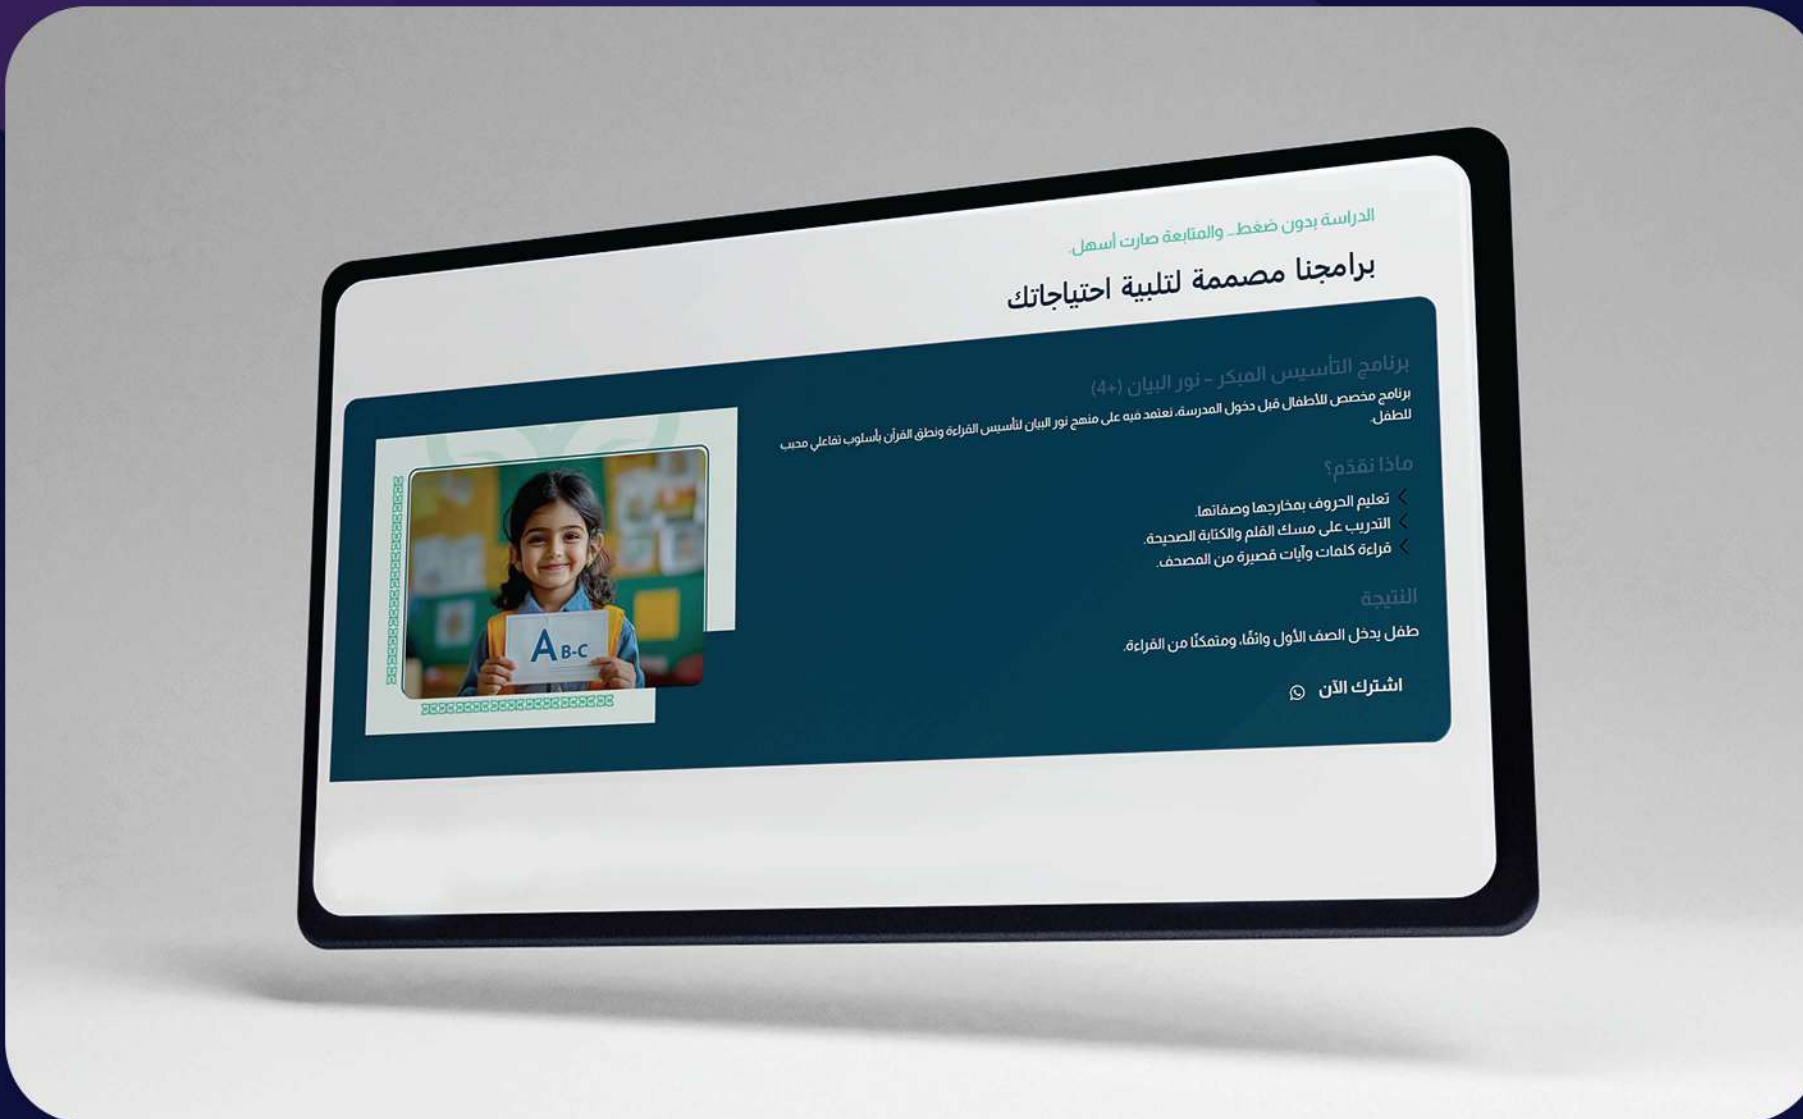 الدراسة بدون ضغط.. والمتابعة صارت أسهل.
برامجنا مصممة لتلبية احتياجاتك
برنامج التأسيس المبكر – نور البيان (+4)
برنامج مخصص للأطفال قبل دخول المدرسة، نعتمد فيه على منهج نور البيان لتأسيس القراءة ونطق القرآن بأسلوب تفاعلي محبب
للطفل.
ماذا نقدّم؟
تعليم الحروف بمخارجها وصفاتها.
التدريب على مسك القلم والكتابة الصحيحة.
قراءة كلمات وآيات قصيرة من المصحف.
النتيجة
طفل يدخل الصف الأول واثقًا، ومتمكنًا من القراءة.
اشترك الآن
A B-C